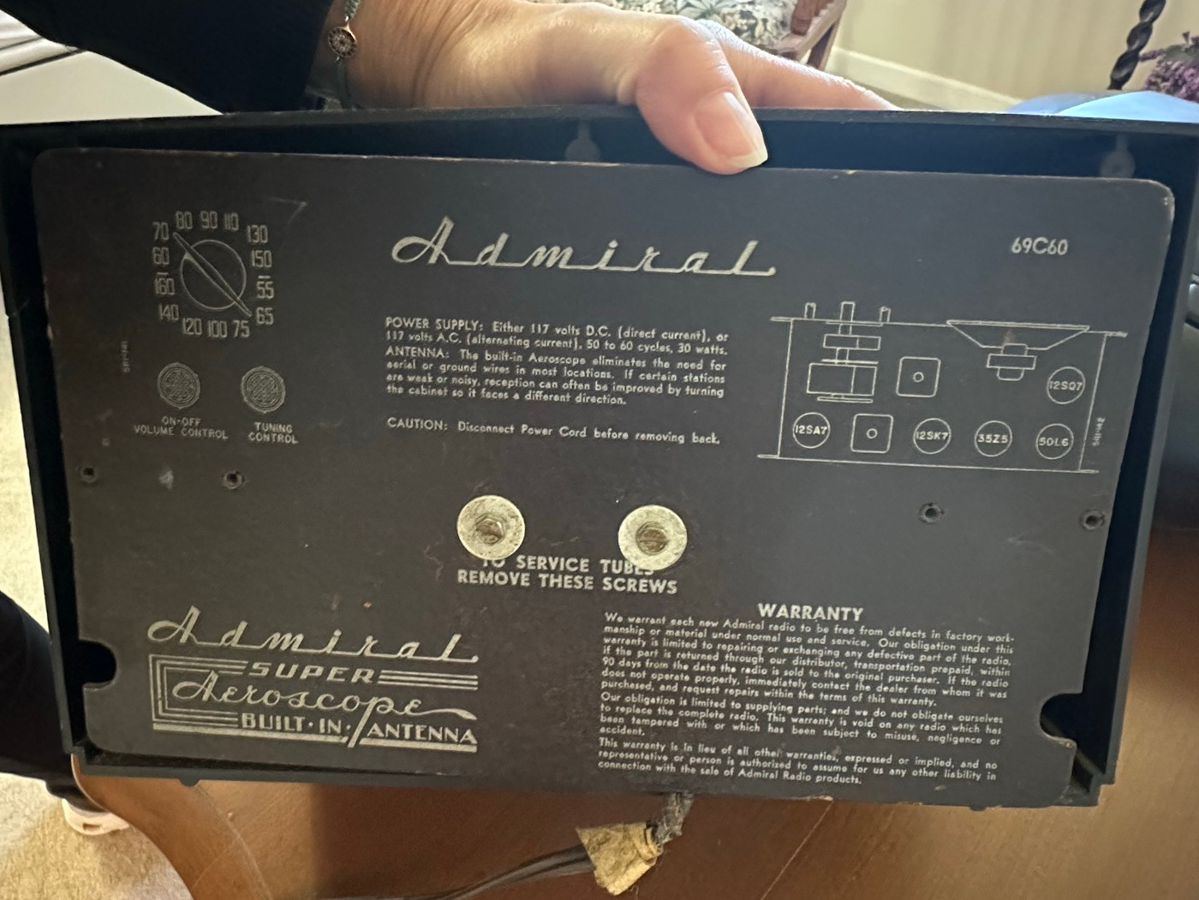 80 90 110
70 130
60 150
160 55
140 65
120 100 75
ON-OFF
VOLUME CONTROL
TUNING
CONTROL
Admiral
69C60
POWER SUPPLY: Either 117 volts D.C. (direct current), or
117 volts A.C. (alternating current), 50 to 60 cycles, 30 watts.
ANTENNA: The built-in Aeroscope eliminates the need for
aerial or ground wires in most locations. If certain stations
are weak or noisy, reception can often be improved by turning
the cabinet so it faces a different direction.
CAUTION: Disconnect Power Cord before removing back.
12SQ7
12SA7 12SK7 35Z5 50L6
TO SERVICE TUBES
REMOVE THESE SCREWS
Admiral
SUPER
Aeroscope
BUILT·IN· ANTENNA
WARRANTY
We warrant each new Admiral radio to be free from defects in factory work-
manship or material under normal use and service. Our obligation under this
warranty is limited to repairing or exchanging any defective part of the radio,
if the part is returned through our distributor, transportation prepaid, within
90 days from the date the radio is sold to the original purchaser. If the radio
does not operate properly, immediately contact the dealer from whom it was
purchased, and request repairs within the terms of this warranty.
Our obligation is limited to supplying parts; and we do not obligate ourselves
to replace the complete radio. This warranty is void on any radio which has
been tampered with or which has been subject to misuse, negligence or
accident.
This warranty is in lieu of all other warranties, expressed or implied, and no
representative or person is authorized to assume for us any other liability in
connection with the sale of Admiral Radio products.